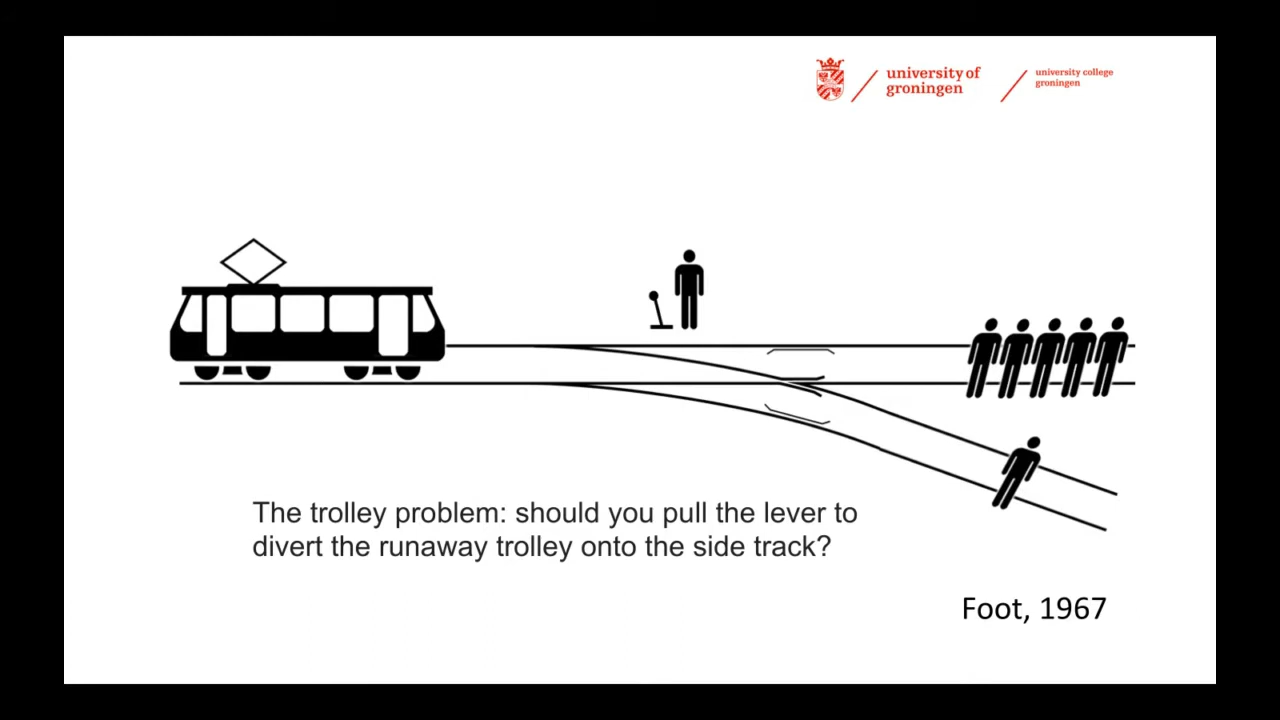 university of
groningen
university college
groningen
The trolley problem: should you pull the lever to
divert the runaway trolley onto the side track?
Foot, 1967